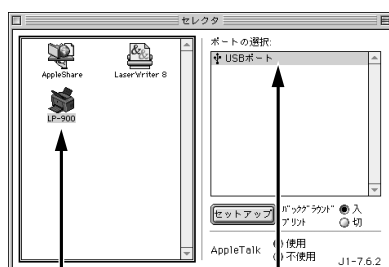 セレクタ
ポートの選択:
USBポート
AppleShare
LaserWriter 8
LP-900
セットアップ
バックグラウンド
プリント
入
切
AppleTalk
使用
不使用
J1-7.6.2